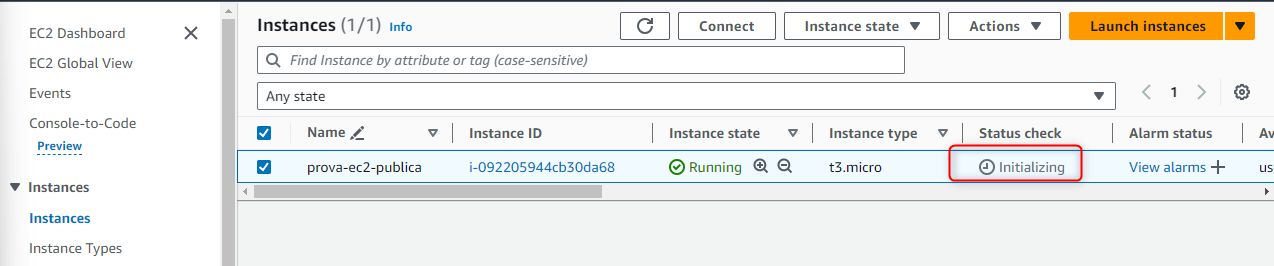 EC2 Dashboard
EC2 Global View
Events
Console-to-Code
Preview
Instances
Instances
Instance Types
Instances (1/1) Info
Connect
Instance state
Actions
Launch instances
Find Instance by attribute or tag (case-sensitive)
Any state
1
Name Instance ID Instance state Instance type Status check Alarm status Av
prova-ec2-publica i-092205944cb30da68 Running t3.micro Initializing View alarms us